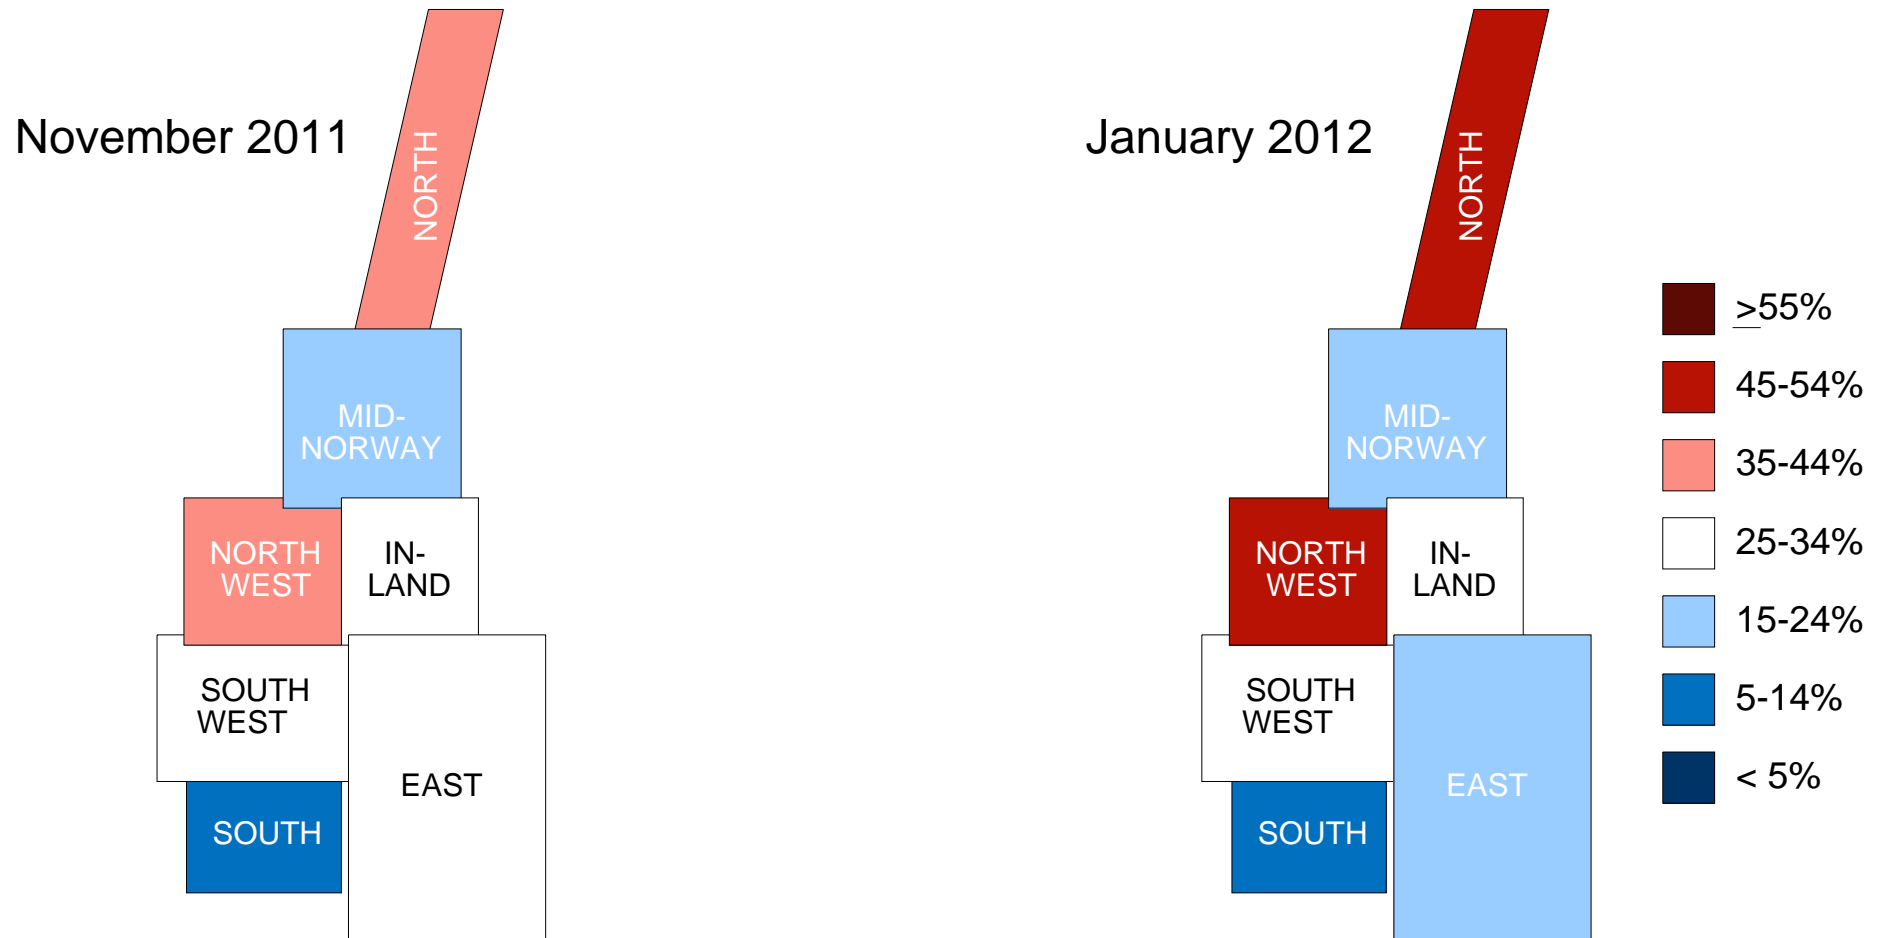 November 2011
NORTH
MID-
NORWAY
NORTH
WEST
IN-
LAND
SOUTH
WEST
EAST
SOUTH
January 2012
NORTH
MID-
NORWAY
NORTH
WEST
IN-
LAND
SOUTH
WEST
EAST
SOUTH
>55%
45-54%
35-44%
25-34%
15-24%
5-14%
< 5%